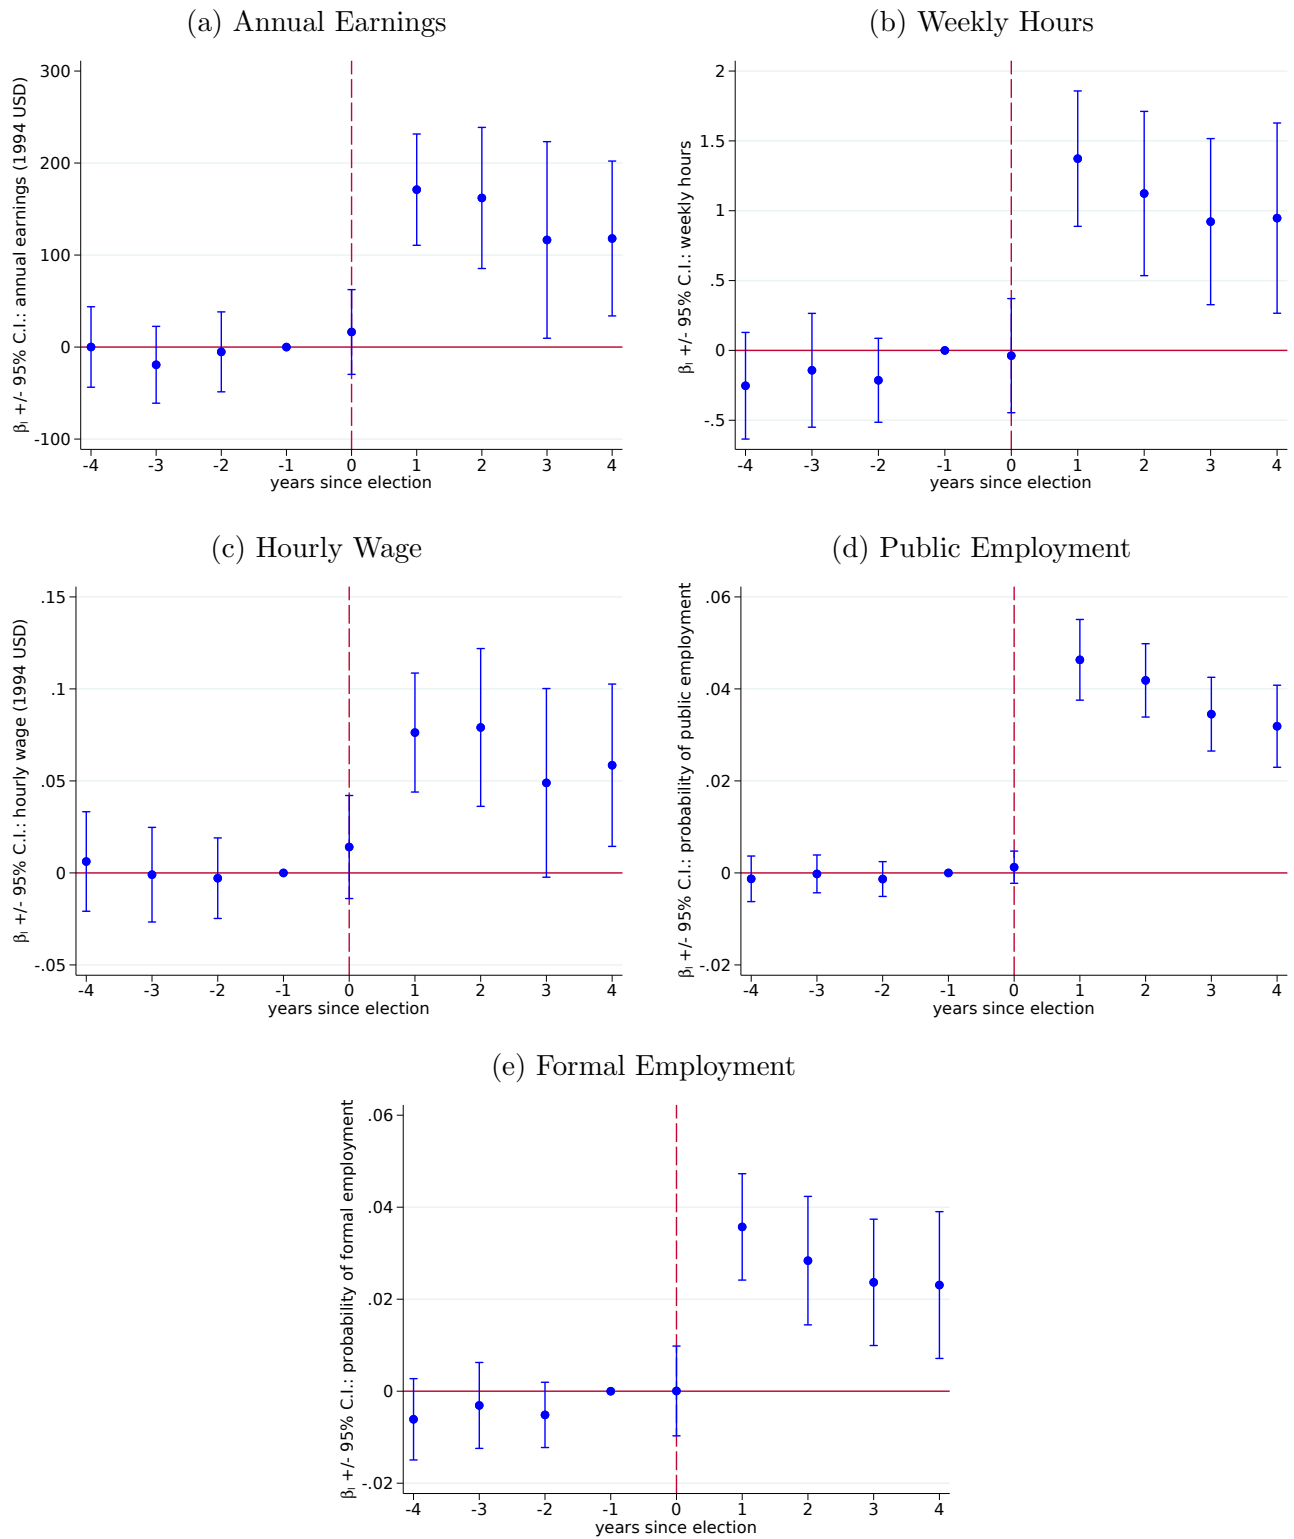 (a) Annual Earnings
βₗ +/- 95% C.I.: annual earnings (1994 USD)
300
200
100
0
-100
-4 -3 -2 -1 0 1 2 3 4
years since election
(b) Weekly Hours
βₗ +/- 95% C.I.: weekly hours
2
1.5
1
.5
0
-.5
-4 -3 -2 -1 0 1 2 3 4
years since election
(c) Hourly Wage
βₗ +/- 95% C.I.: hourly wage (1994 USD)
.15
.1
.05
0
-.05
-4 -3 -2 -1 0 1 2 3 4
years since election
(d) Public Employment
βₗ +/- 95% C.I.: probability of public employment
.06
.04
.02
0
-.02
-4 -3 -2 -1 0 1 2 3 4
years since election
(e) Formal Employment
βₗ +/- 95% C.I.: probability of formal employment
.06
.04
.02
0
-.02
-4 -3 -2 -1 0 1 2 3 4
years since election